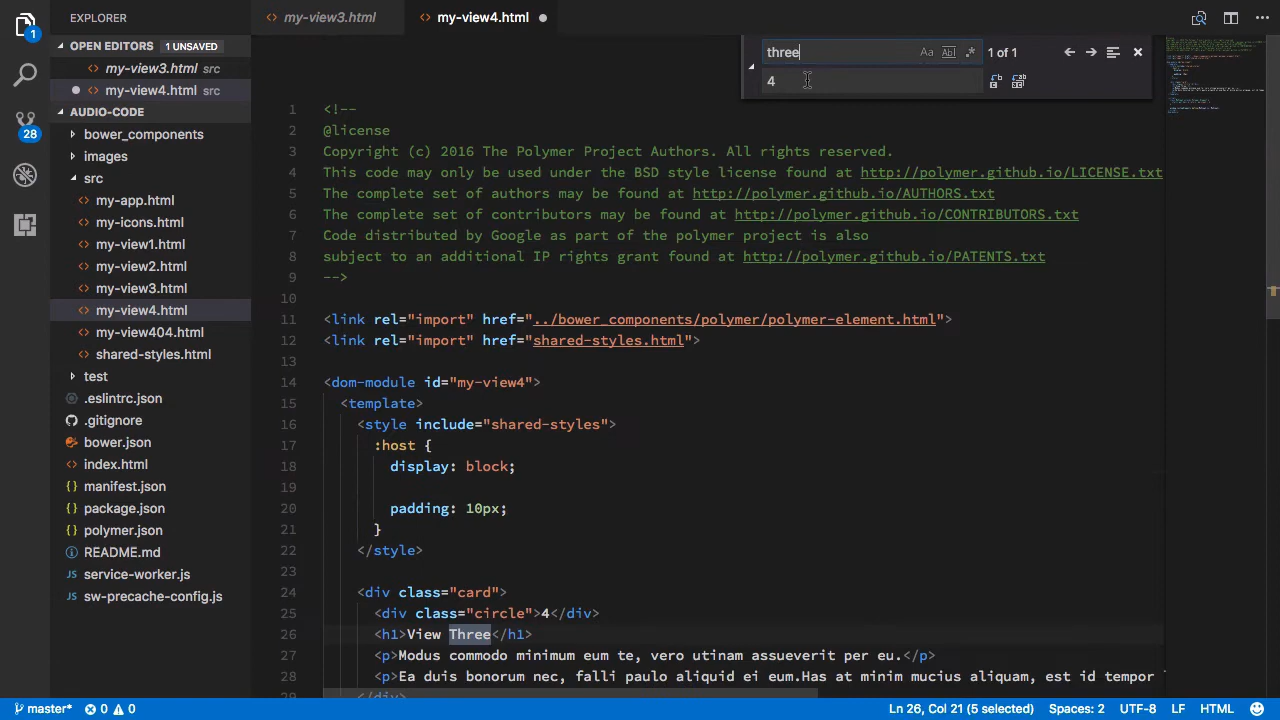 EXPLORER
my-view3.html
my-view4.html
1
OPEN EDITORS 1 UNSAVED
my-view3.html src
my-view4.html src
AUDIO-CODE
bower_components
images
src
my-app.html
my-icons.html
my-view1.html
my-view2.html
my-view3.html
my-view4.html
my-view404.html
shared-styles.html
test
.eslintrc.json
.gitignore
bower.json
index.html
manifest.json
package.json
polymer.json
README.md
JS service-worker.js
JS sw-precache-config.js
28
three Aa Abl .* 1 of 1
4
1 <!--
2 @license
3 Copyright (c) 2016 The Polymer Project Authors. All rights reserved.
4 This code may only be used under the BSD style license found at http://polymer.github.io/LICENSE.txt
5 The complete set of authors may be found at http://polymer.github.io/AUTHORS.txt
6 The complete set of contributors may be found at http://polymer.github.io/CONTRIBUTORS.txt
7 Code distributed by Google as part of the polymer project is also
8 subject to an additional IP rights grant found at http://polymer.github.io/PATENTS.txt
9 -->
10
11 <link rel="import" href="../bower_components/polymer/polymer-element.html">
12 <link rel="import" href="shared-styles.html">
13
14 <dom-module id="my-view4">
15 <template>
16 <style include="shared-styles">
17 :host {
18 display: block;
19
20 padding: 10px;
21 }
22 </style>
23
24 <div class="card">
25 <div class="circle">4</div>
26 <h1>View Three</h1>
27 <p>Modus commodo minimum eum te, vero utinam assueverit per eu.</p>
28 <p>Ea duis bonorum nec, falli paulo aliquid ei eum.Has at minim mucius aliquam, est id tempor
29 </div>
master* 0 0 Ln 26, Col 21 (5 selected) Spaces: 2 UTF-8 LF HTML